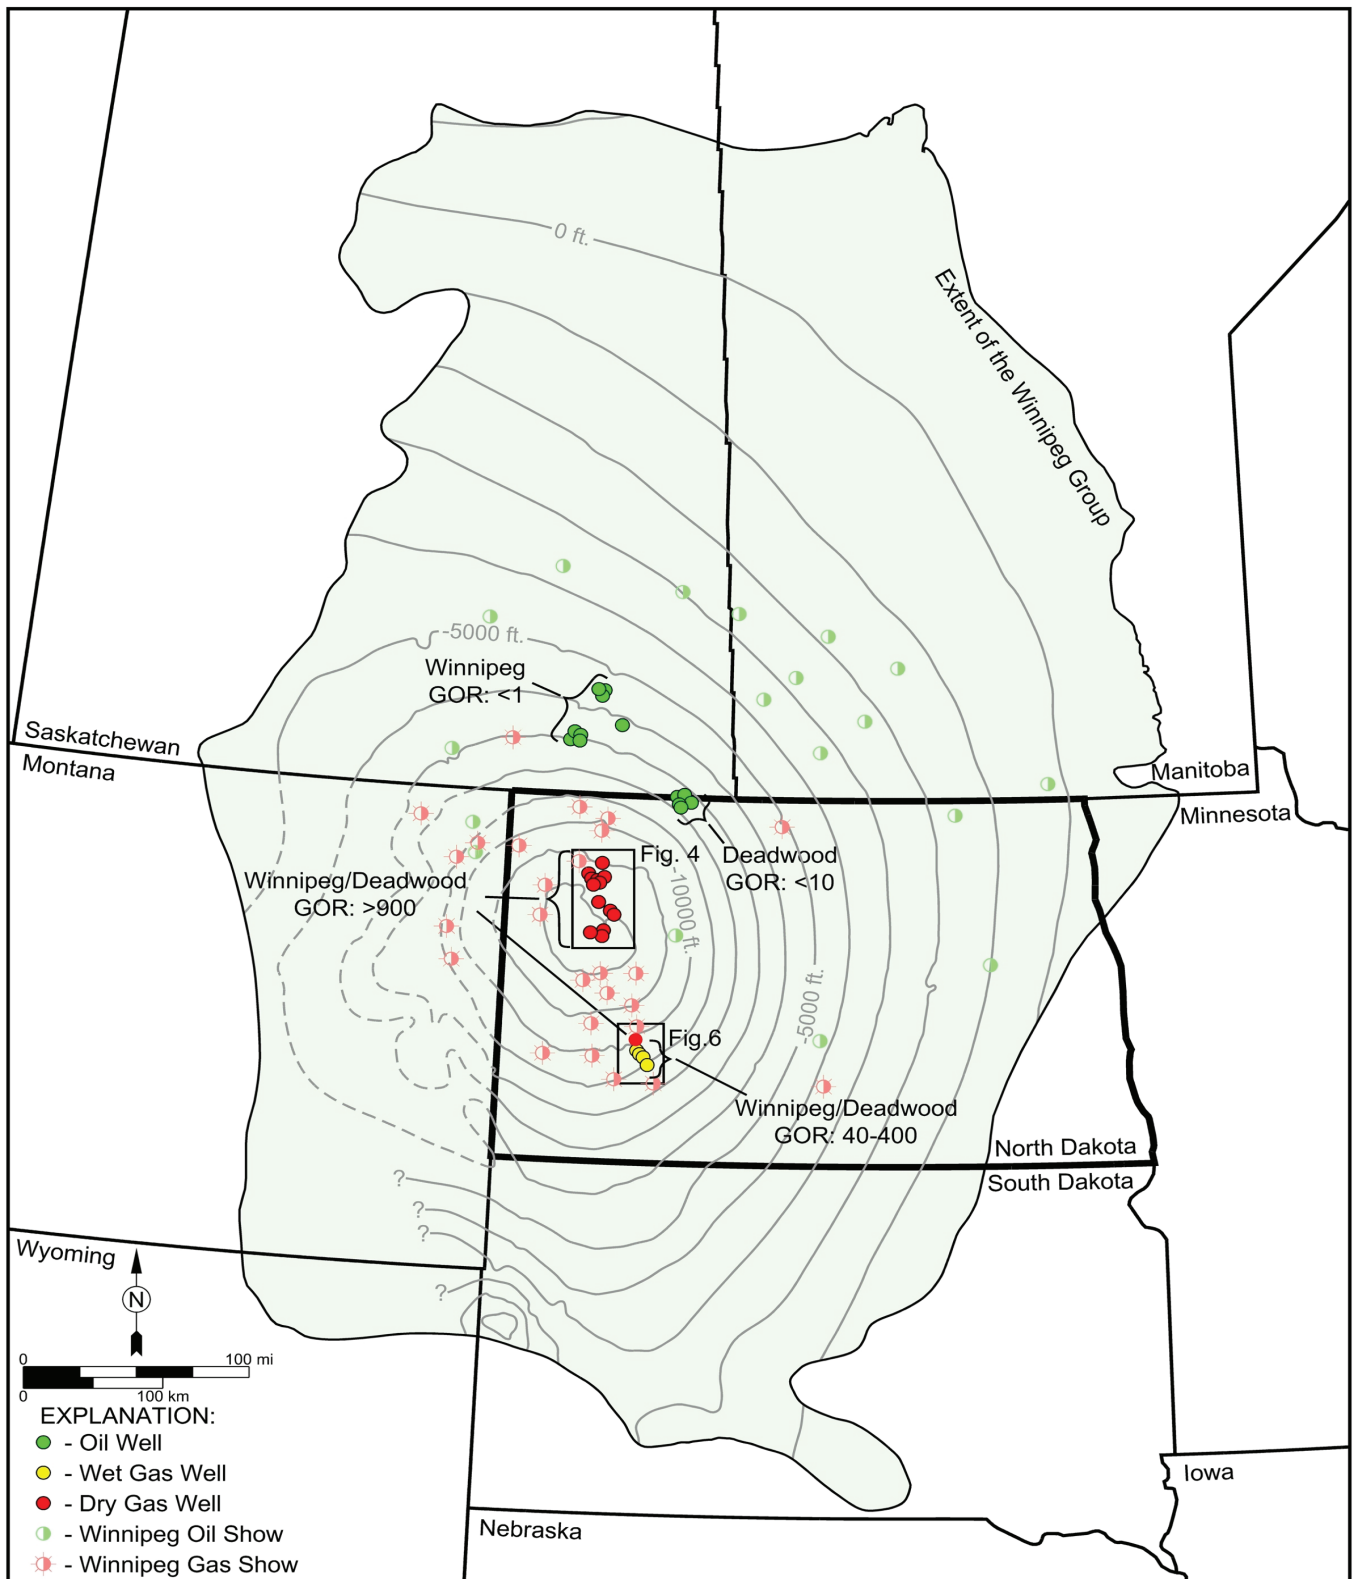 0 ft.
Extent of the Winnipeg Group
-5000 ft.
Winnipeg
GOR: <1
Saskatchewan
Montana
Manitoba
Minnesota
Fig. 4
Deadwood
GOR: <10
-10000 ft.
Winnipeg/Deadwood
GOR: >900
-5000 ft.
Fig.6
Winnipeg/Deadwood
GOR: 40-400
North Dakota
South Dakota
?
?
?
?
Wyoming
N
0 100 mi
0 100 km
EXPLANATION:
- Oil Well
- Wet Gas Well
- Dry Gas Well
- Winnipeg Oil Show
- Winnipeg Gas Show
Iowa
Nebraska